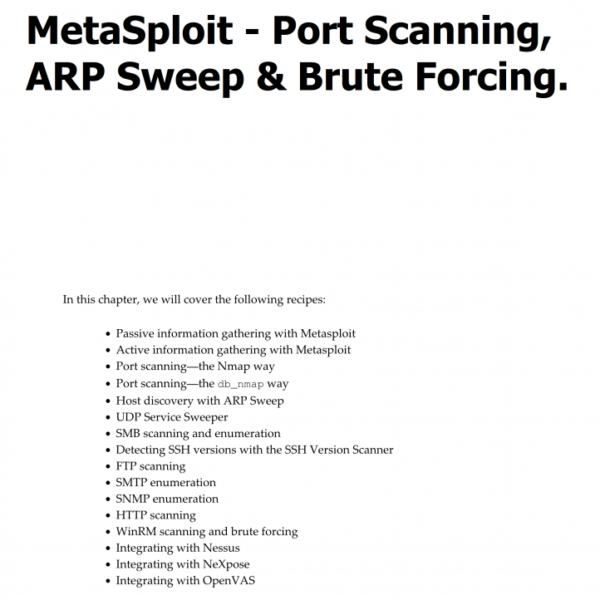 MetaSploit - Port Scanning,
ARP Sweep & Brute Forcing.
In this chapter, we will cover the following recipes:
• Passive information gathering with Metasploit
• Active information gathering with Metasploit
• Port scanning—the Nmap way
• Port scanning—the db_nmap way
• Host discovery with ARP Sweep
• UDP Service Sweeper
• SMB scanning and enumeration
• Detecting SSH versions with the SSH Version Scanner
• FTP scanning
• SMTP enumeration
• SNMP enumeration
• HTTP scanning
• WinRM scanning and brute forcing
• Integrating with Nessus
• Integrating with NeXpose
• Integrating with OpenVAS